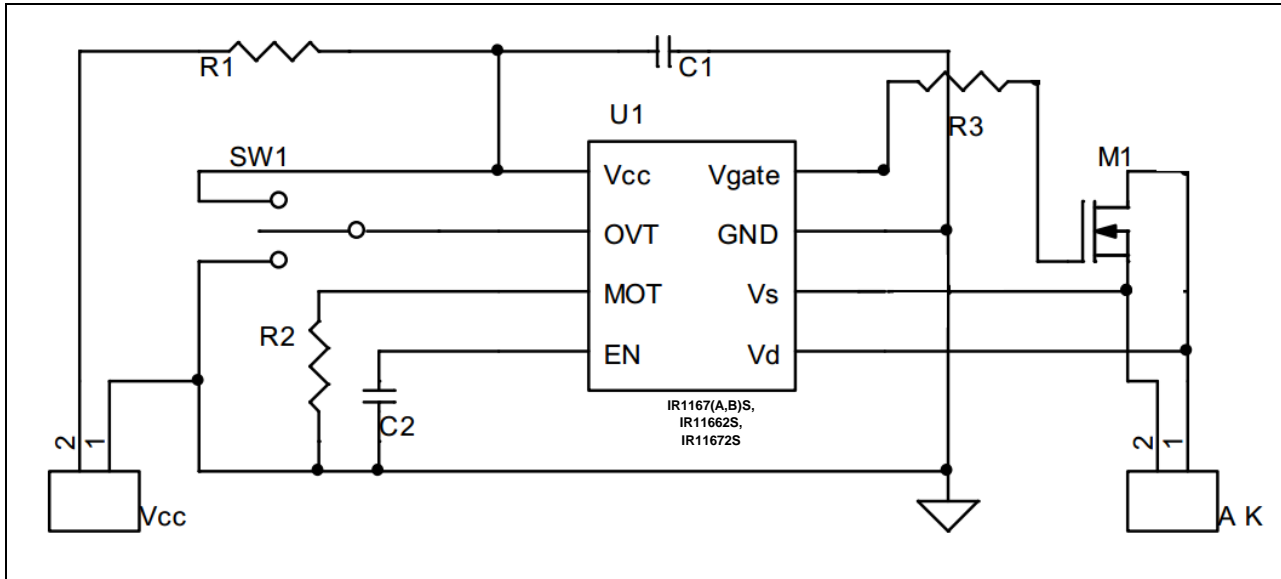 R1
C1
R3
U1
SW1
M1
Vcc
Vgate
OVT
GND
MOT
Vs
R2
EN
Vd
C2
IR1167(A,B)S,
IR11662S,
IR11672S
2
1
Vcc
2
1
A K